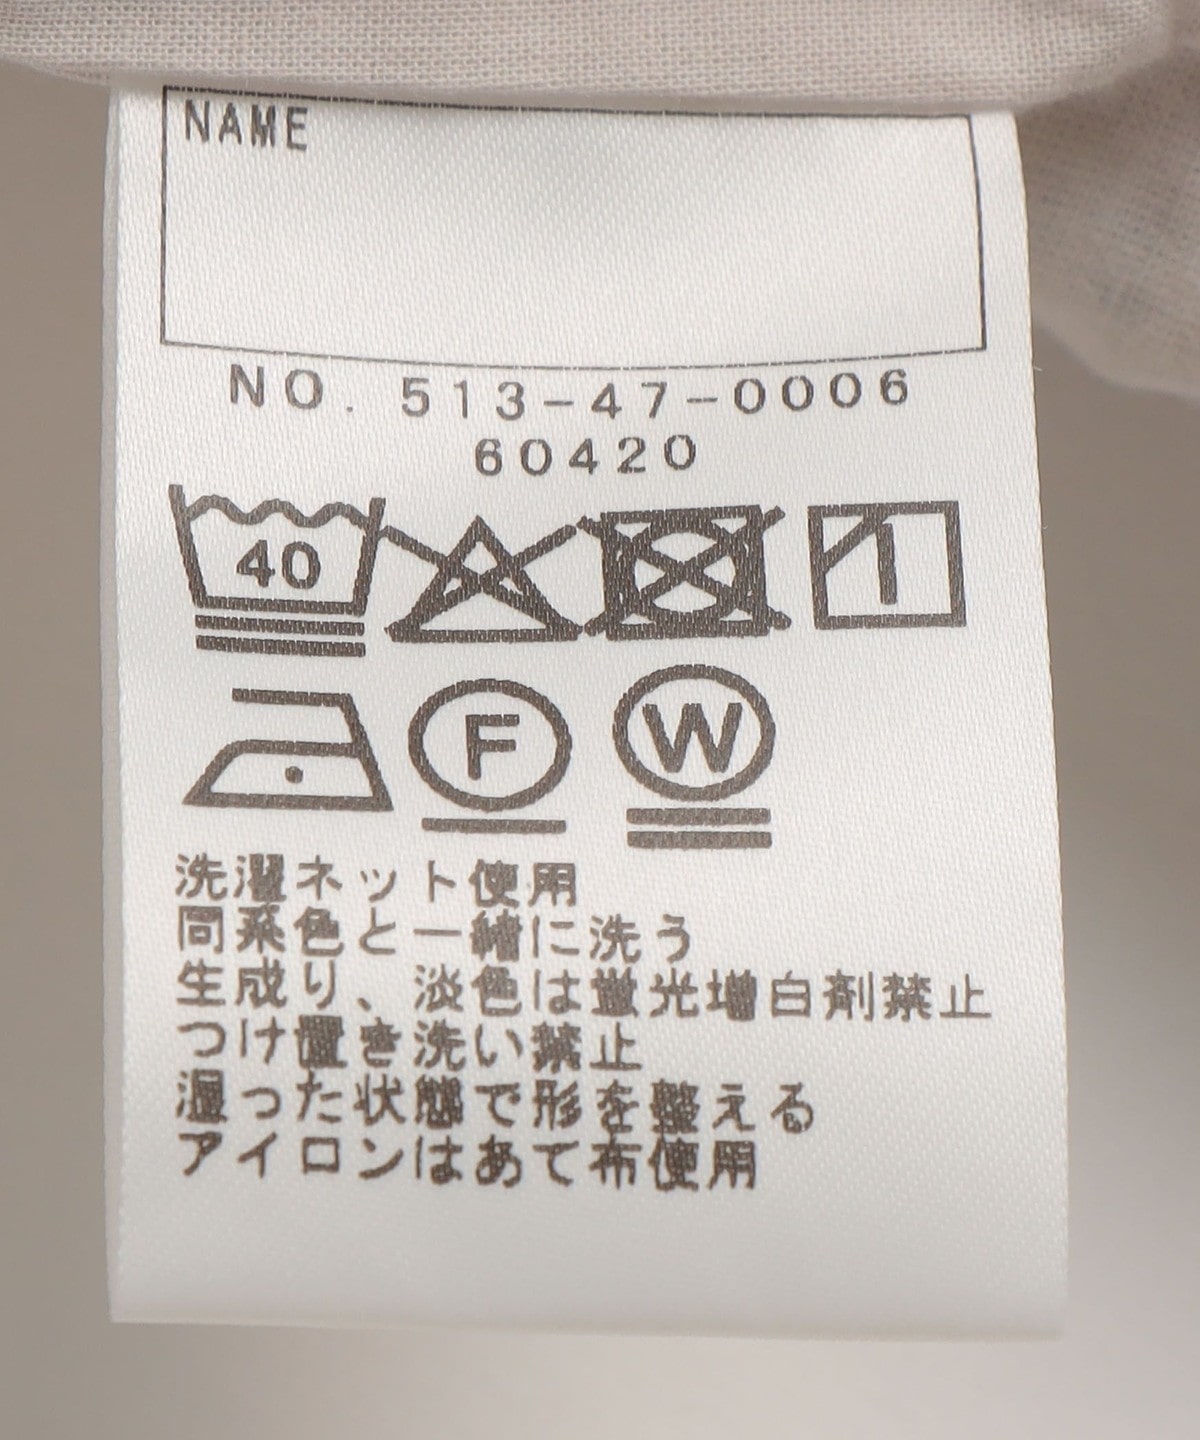 NAME
NO. 513-47-0006
60420
40
F
W
洗濯ネット使用
同系色と一緒に洗う
生成り、淡色は蛍光増白剤禁止
つけ置き洗い禁止
湿った状態で形を整える
アイロンはあて布使用